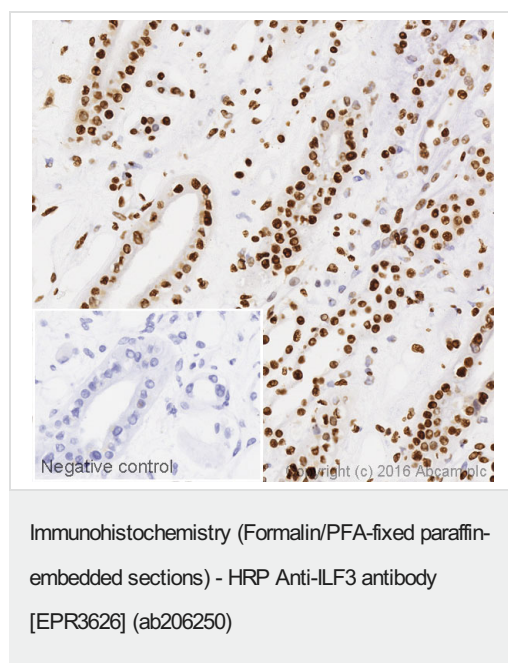 Negative control
Copyright (c) 2016 Abcam plc
Immunohistochemistry (Formalin/PFA-fixed paraffin-
embedded sections) - HRP Anti-ILF3 antibody
[EPR3626] (ab206250)